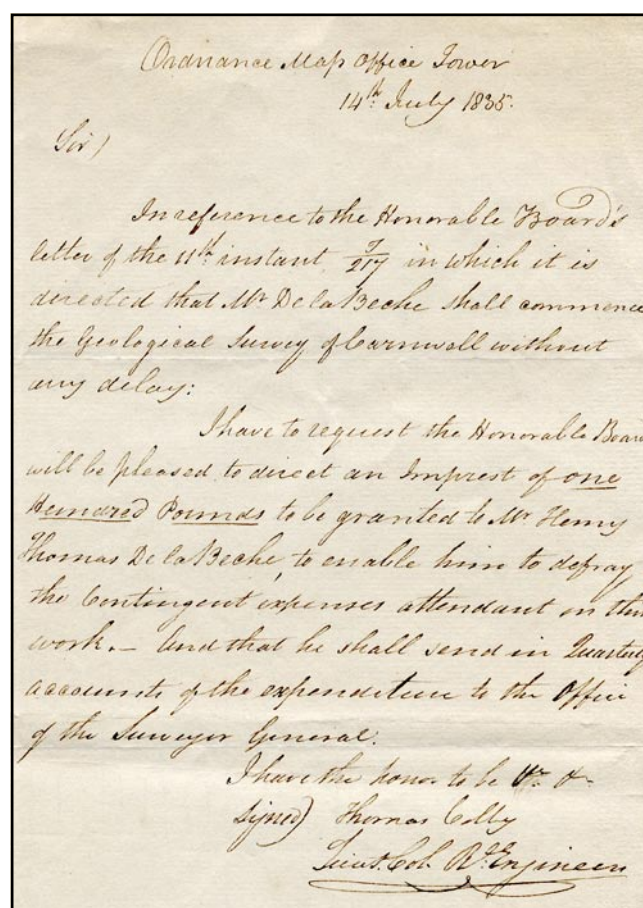 Ordnance Map Office Tower
14th July 1835.
Sir)
In reference to the Honorable Board's
letter of the 11th instant T/217 in which it is
directed that Mr De la Beche shall commence
the Geological Survey of Cornwall without
any delay:
I have to request the Honorable Board
will be pleased to direct an Imprest of one
Hundred Pounds to be granted to Mr Henry
Thomas De la Beche, to enable him to defray
the Contingent expenses attendant on this
work. – And that he shall send in Quarterly
accounts of the expenditure to the Office
of the Surveyor General.
I have the honor to be &c &c
signed) Thomas Colby
Lieut. Col. Rl. Engineers